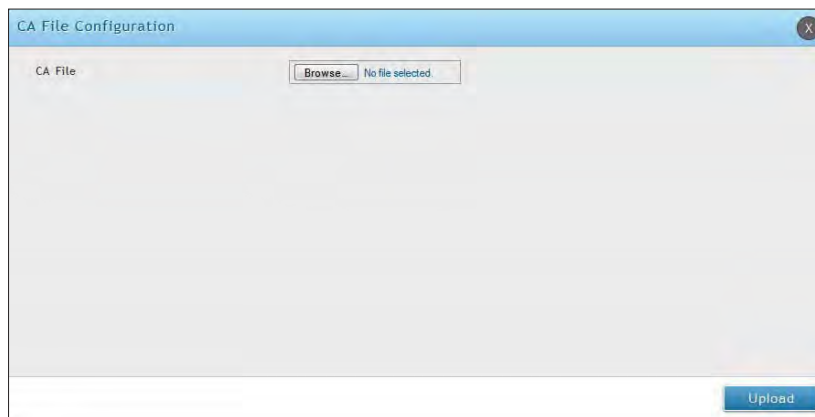 CA File Configuration
X
CA File
Browse... No file selected.
Upload